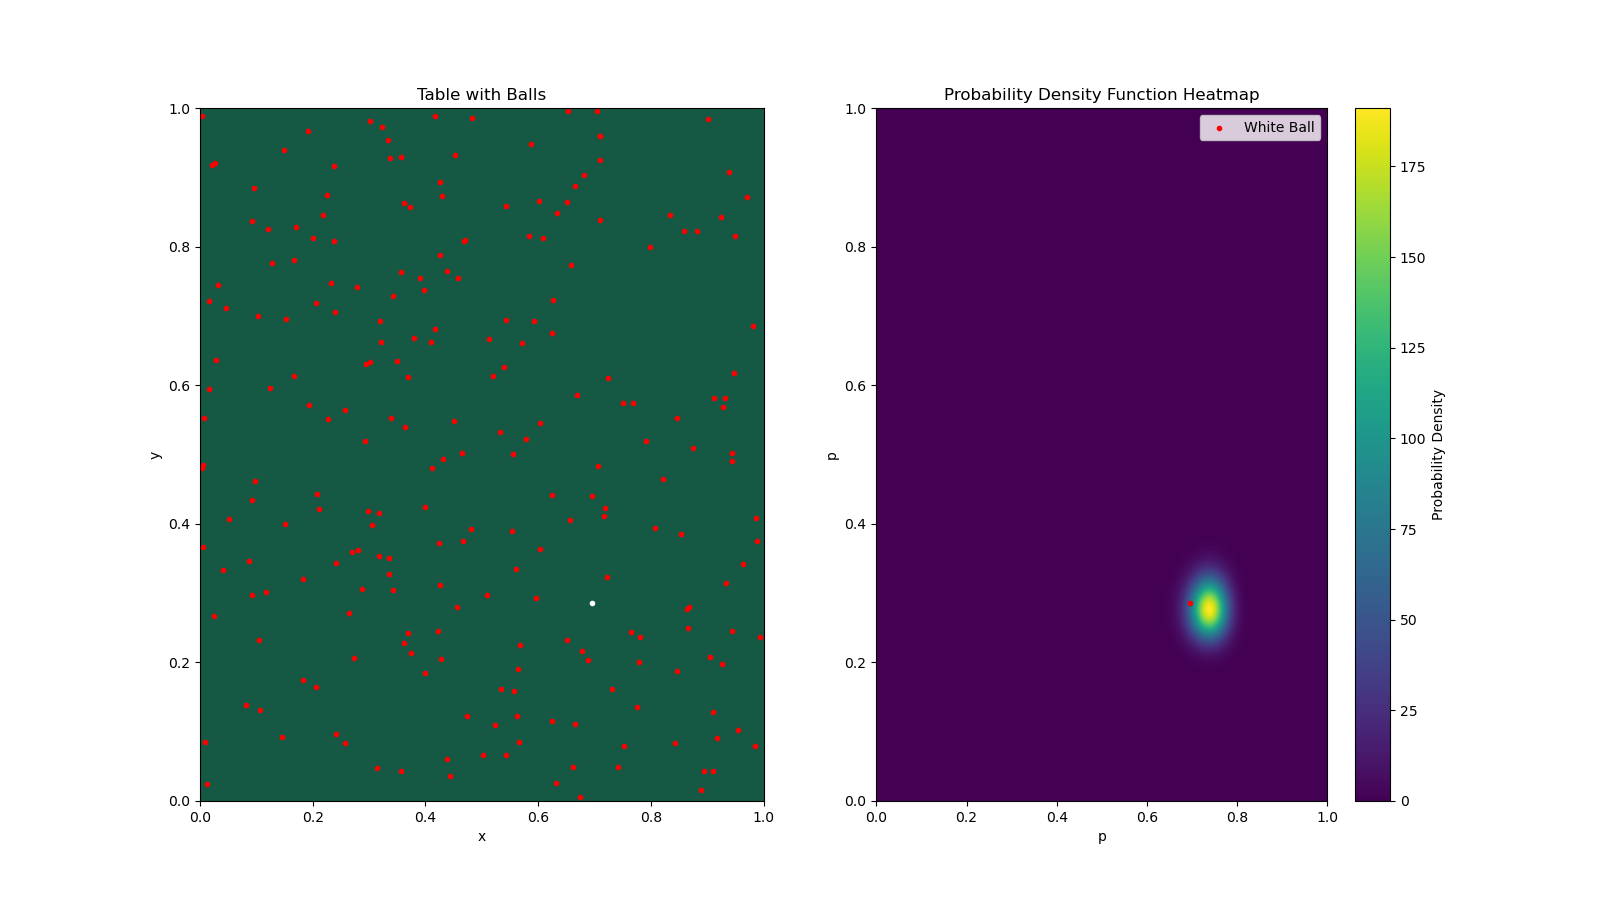 Table with Balls
1.0
0.8
0.6
0.4
0.2
0.0
y
0.0 0.2 0.4 0.6 0.8 1.0
x
Probability Density Function Heatmap
White Ball
1.0
0.8
0.6
0.4
0.2
0.0
p
0.0 0.2 0.4 0.6 0.8 1.0
p
175
150
125
100
75
50
25
0
Probability Density